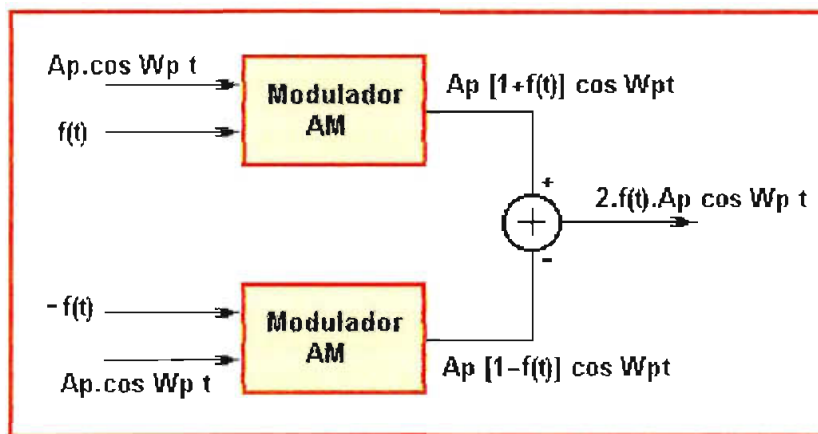 Ap.cos Wp t
f(t)
Modulador
AM
Ap [1+f(t)] cos Wpt
+
2.f(t).Ap cos Wp t
-
- f(t)
Ap.cos Wp t
Modulador
AM
Ap [1-f(t)] cos Wpt